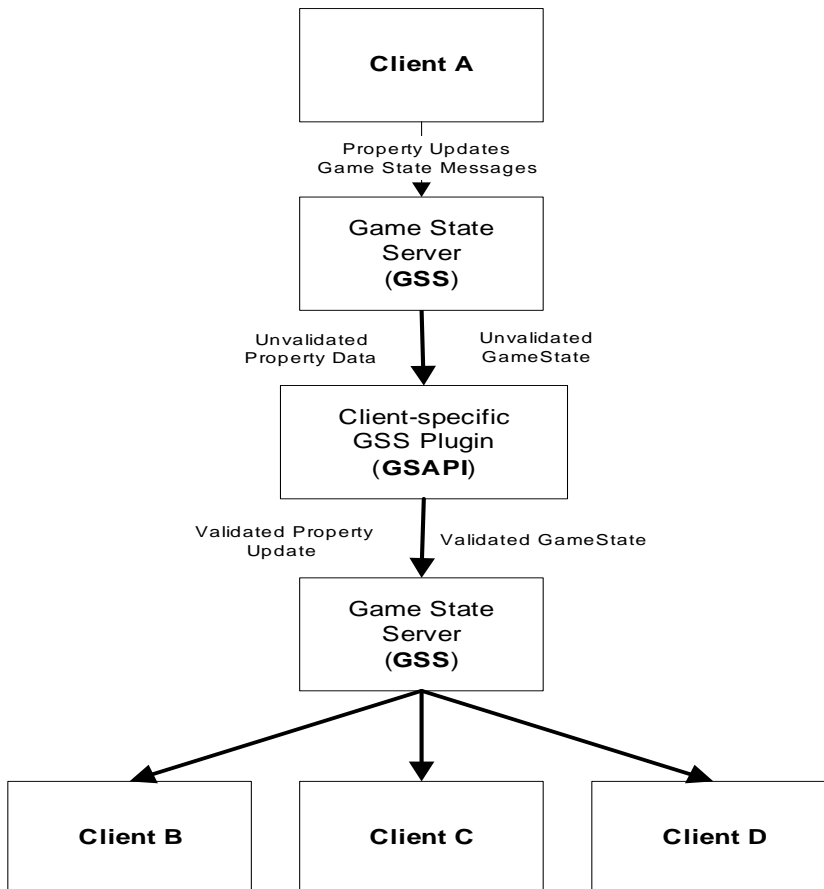 Client A
Property Updates
Game State Messages
Game State
Server
(GSS)
Unvalidated
Property Data
Unvalidated
GameState
Client-specific
GSS Plugin
(GSAPI)
Validated Property
Update
Validated GameState
Game State
Server
(GSS)
Client B
Client C
Client D